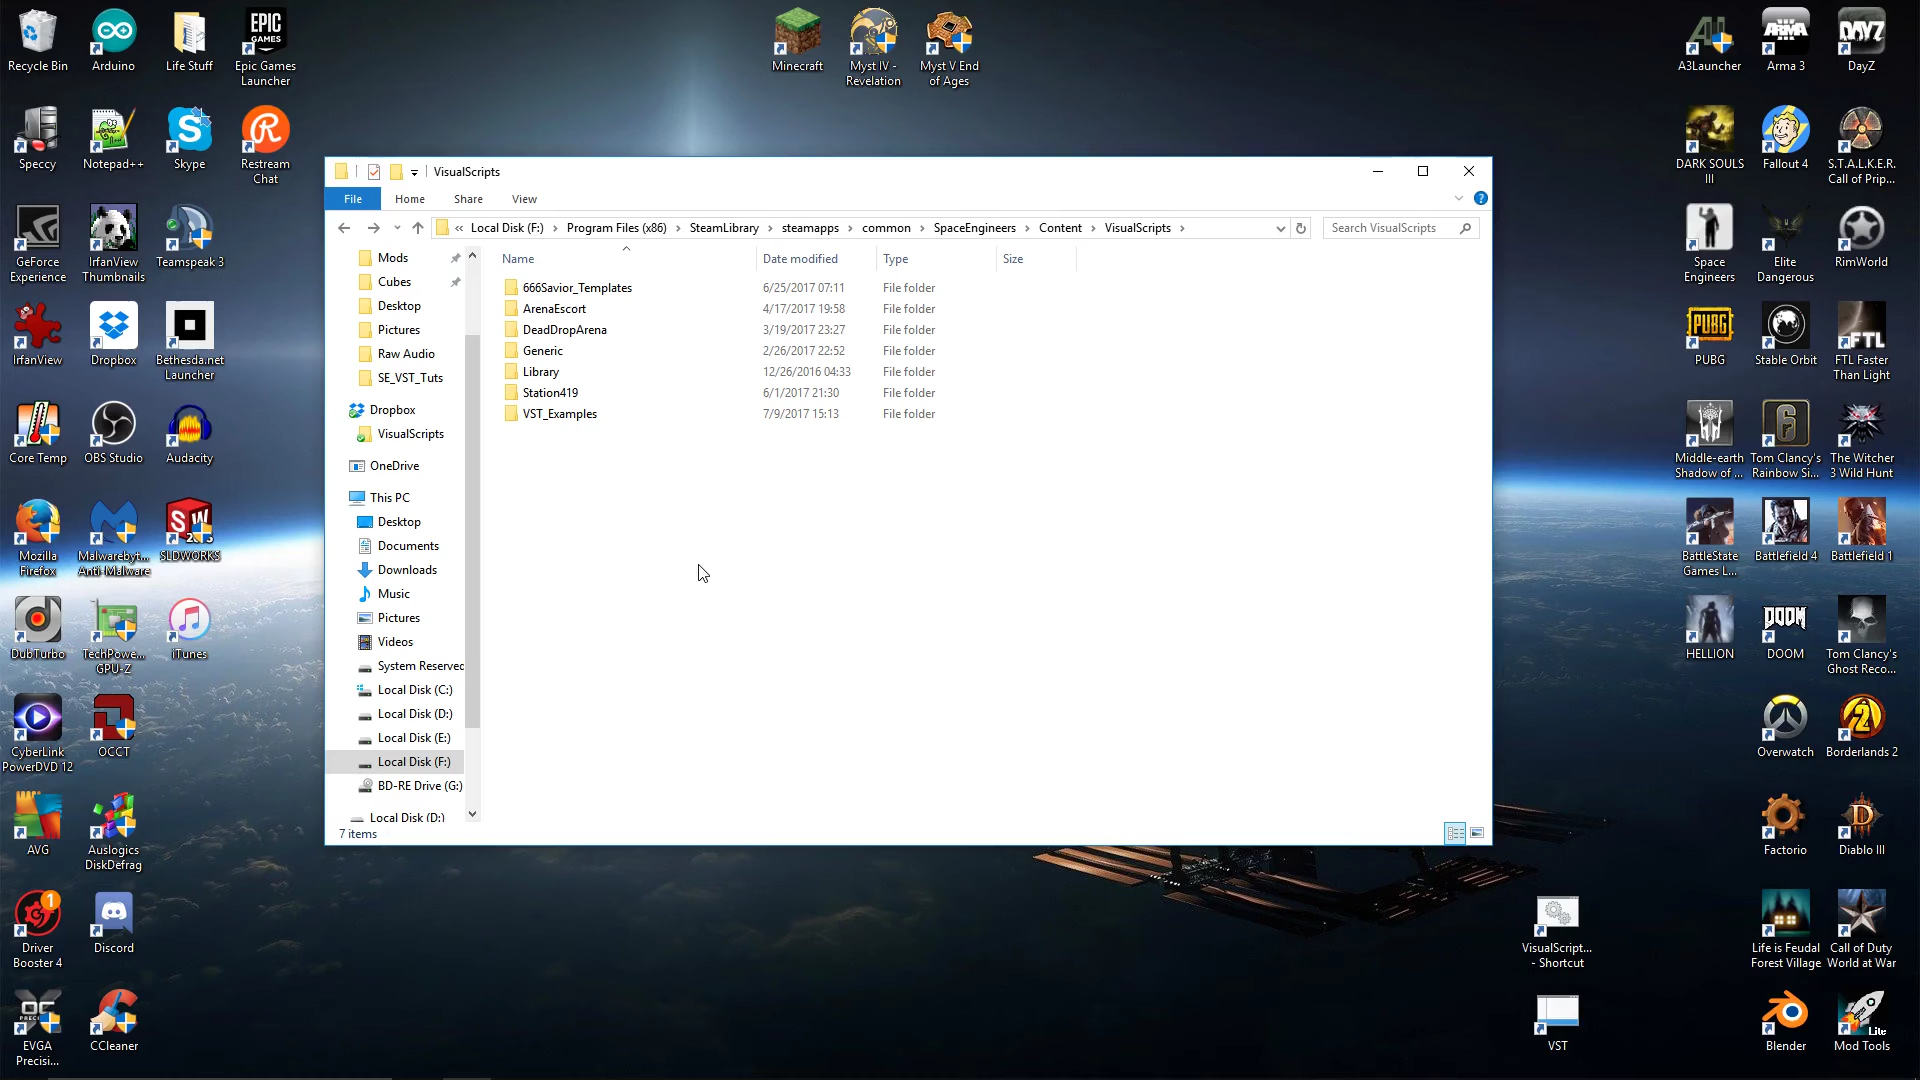 Recycle Bin
Arduino
Life Stuff
Epic Games
Launcher
EPIC
GAMES
Minecraft
Myst IV -
Revelation
Myst V End
of Ages
A3Launcher
Arma 3
DayZ
ARMA
DAYZ
Speccy
Notepad++
Skype
Restream
Chat
DARK SOULS
III
Fallout 4
S.T.A.L.K.E.R.
Call of Prip...
GeForce
Experience
IrfanView
Thumbnails
Teamspeak 3
Space
Engineers
Elite
Dangerous
RimWorld
IrfanView
Dropbox
Bethesda.net
Launcher
PUBG
PUBG
Stable Orbit
FTL
FTL Faster
Than Light
Core Temp
OBS Studio
Audacity
Middle-earth
Shadow of ...
Tom Clancy's
Rainbow Si...
The Witcher
3 Wild Hunt
Mozilla
Firefox
Malwarebyt...
Anti-Malware
SLDWORKS
BattleState
Games L...
Battlefield 4
Battlefield 1
DubTurbo
TechPowe...
GPU-Z
iTunes
HELLION
DOOM
DOOM
Tom Clancy's
Ghost Reco...
CyberLink
PowerDVD 12
OCCT
Overwatch
Borderlands 2
AVG
Auslogics
DiskDefrag
Factorio
Diablo III
1
Driver
Booster 4
Discord
VisualScript...
- Shortcut
Life is Feudal
Forest Village
Call of Duty
World at War
EVGA
Precisi...
CCleaner
VST
Blender
Lite
Mod Tools
VisualScripts
File
Home
Share
View
« Local Disk (F:) › Program Files (x86) › SteamLibrary › steamapps › common › SpaceEngineers › Content › VisualScripts ›
Search VisualScripts
Mods
Cubes
Desktop
Pictures
Raw Audio
SE_VST_Tuts
Dropbox
VisualScripts
OneDrive
This PC
Desktop
Documents
Downloads
Music
Pictures
Videos
System Reserved
Local Disk (C:)
Local Disk (D:)
Local Disk (E:)
Local Disk (F:)
BD-RE Drive (G:)
Local Disk (D:)
Name Date modified Type Size
666Savior_Templates 6/25/2017 07:11 File folder
ArenaEscort 4/17/2017 19:58 File folder
DeadDropArena 3/19/2017 23:27 File folder
Generic 2/26/2017 22:52 File folder
Library 12/26/2016 04:33 File folder
Station419 6/1/2017 21:30 File folder
VST_Examples 7/9/2017 15:13 File folder
7 items